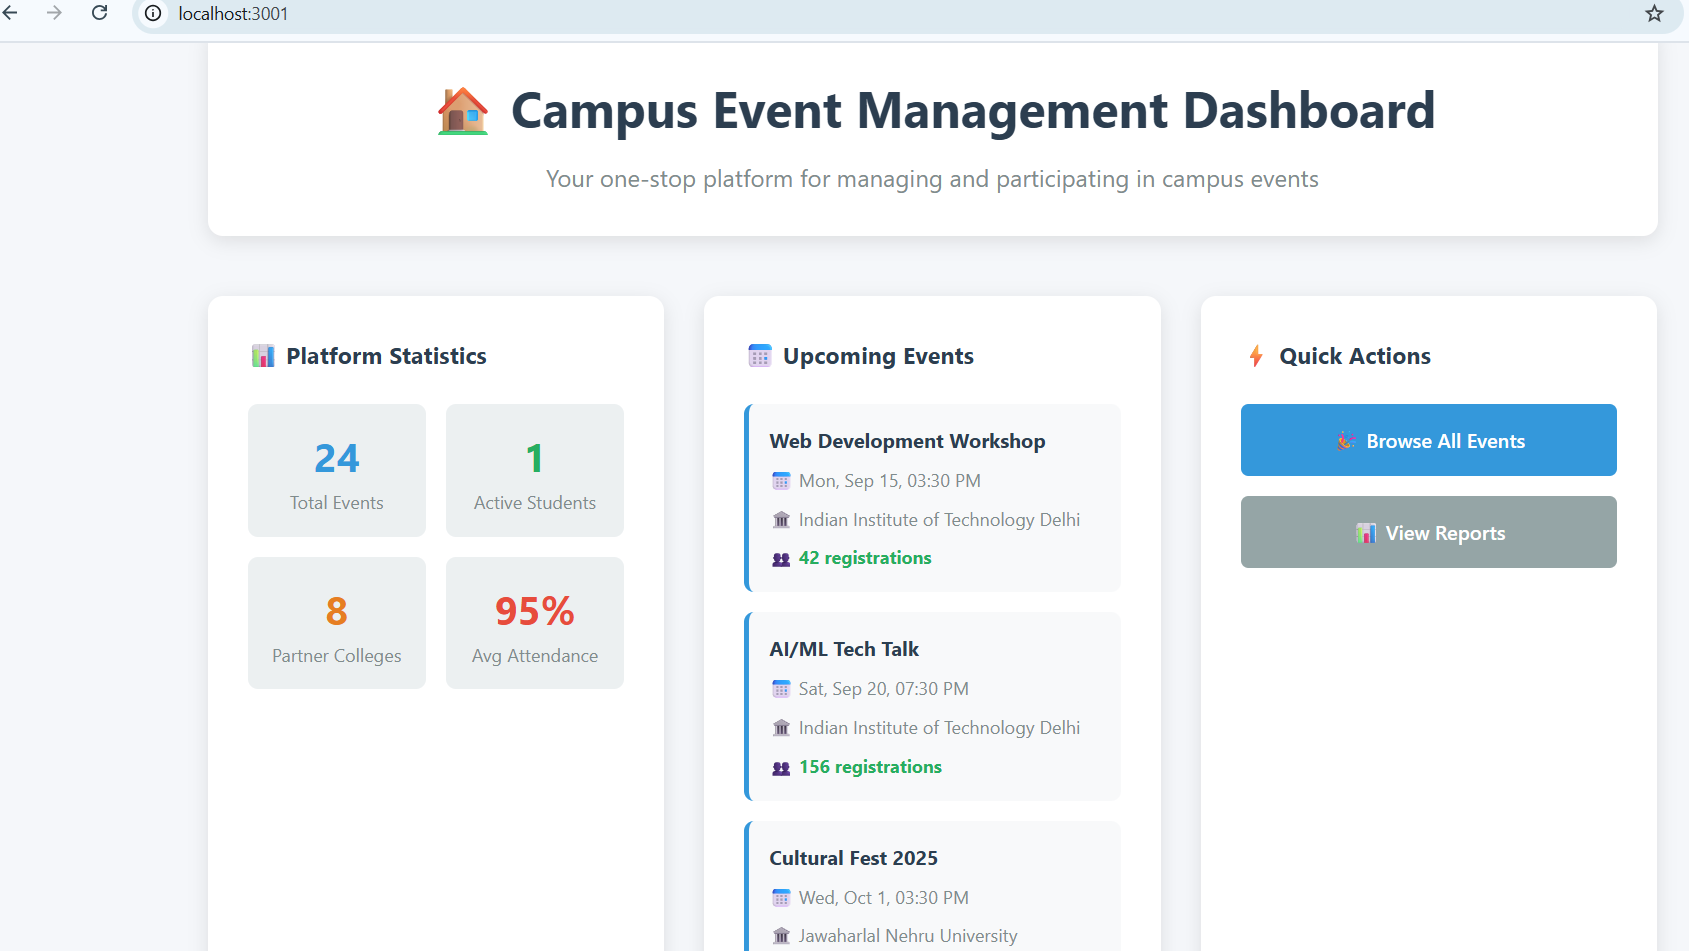 localhost:3001
Campus Event Management Dashboard
Your one-stop platform for managing and participating in campus events
Platform Statistics
24
Total Events
1
Active Students
8
Partner Colleges
95%
Avg Attendance
Upcoming Events
Web Development Workshop
Mon, Sep 15, 03:30 PM
Indian Institute of Technology Delhi
42 registrations
AI/ML Tech Talk
Sat, Sep 20, 07:30 PM
Indian Institute of Technology Delhi
156 registrations
Cultural Fest 2025
Wed, Oct 1, 03:30 PM
Jawaharlal Nehru University
Quick Actions
Browse All Events
View Reports